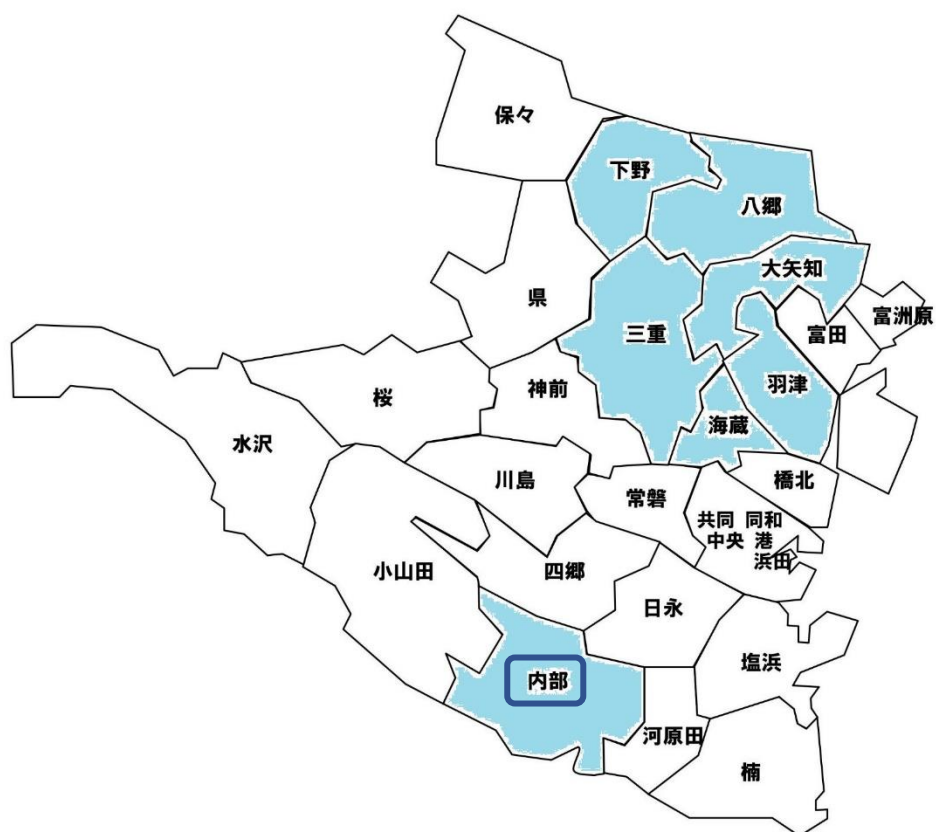 保々
下野
八郷
大矢知
県
富洲原
三重
富田
桜
神前
羽津
水沢
海蔵
川島
橋北
常磐
共同 同和
中央 港
浜田
小山田
四郷
日永
塩浜
内部
河原田
楠